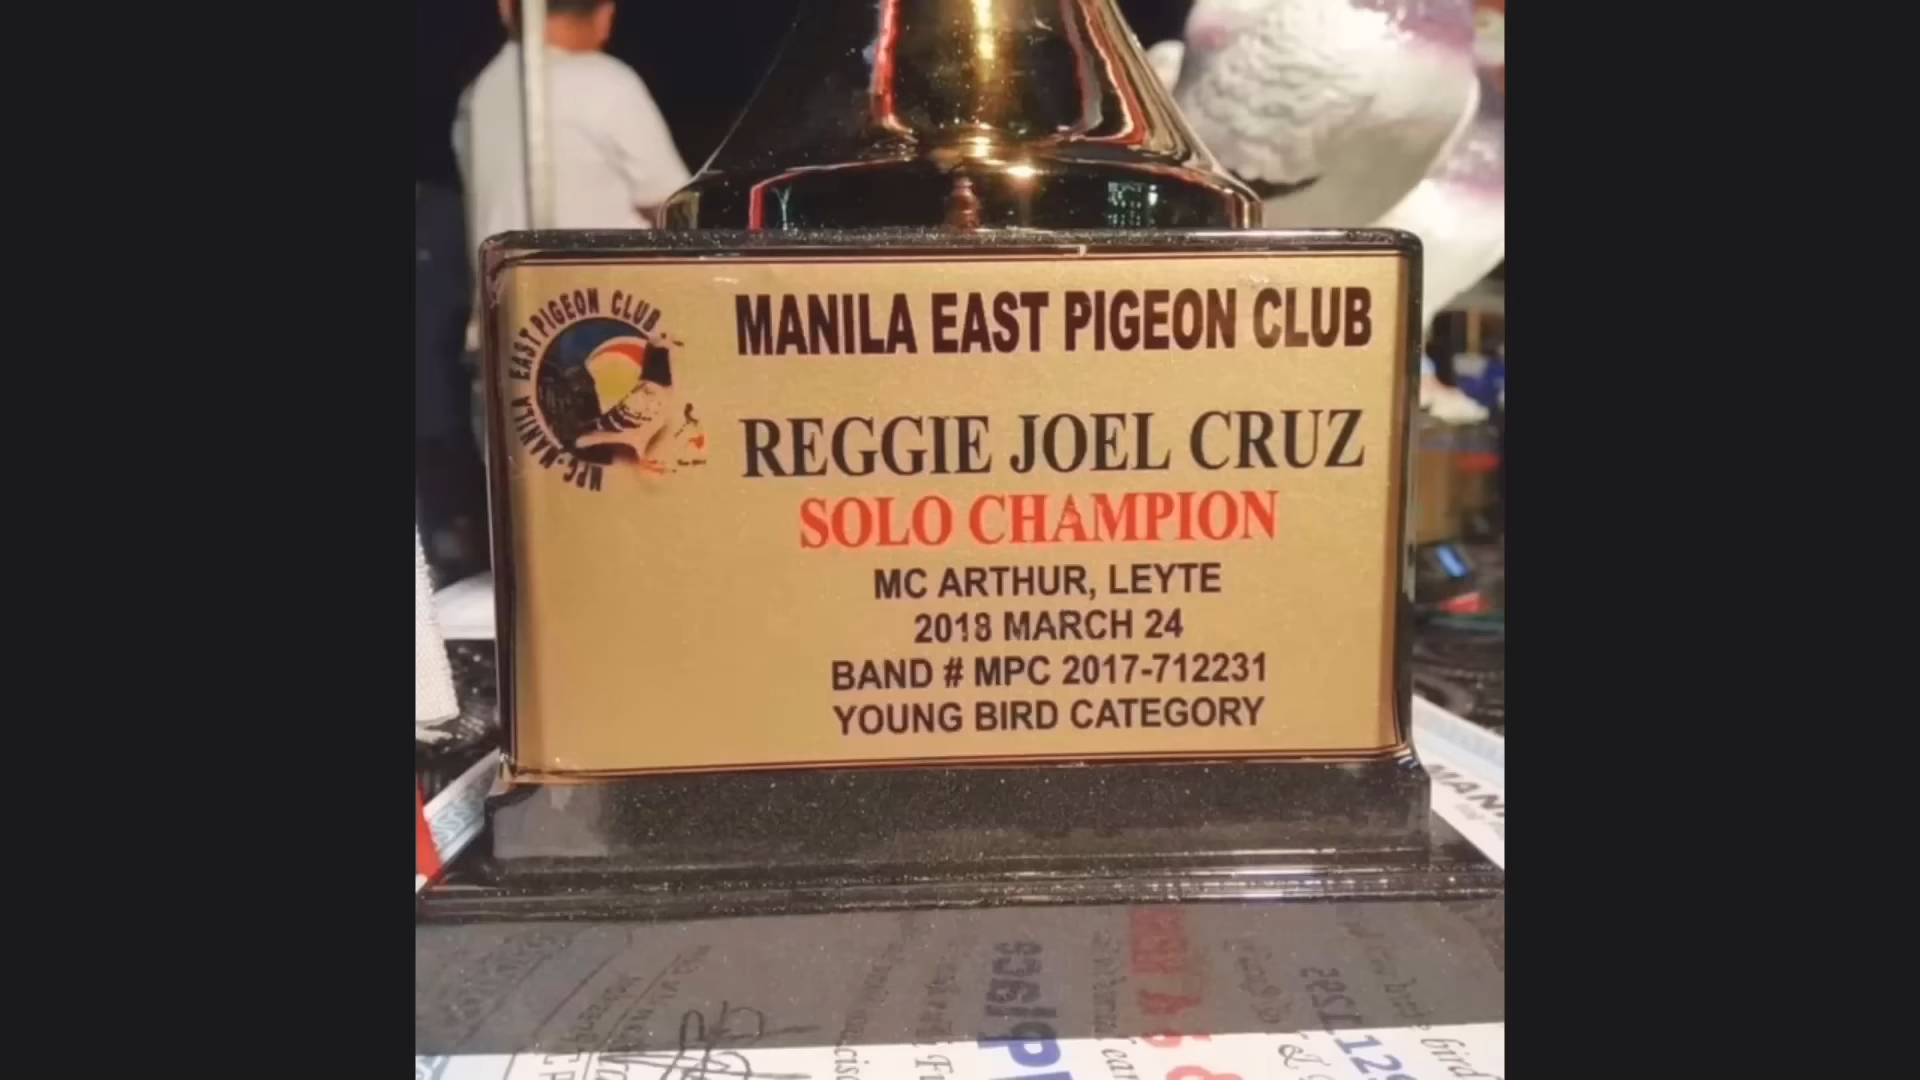 MANILA EAST PIGEON CLUB
MPC-MANILA EAST PIGEON CLUB
REGGIE JOEL CRUZ
SOLO CHAMPION
MC ARTHUR, LEYTE
2018 MARCH 24
BAND # MPC 2017-712231
YOUNG BIRD CATEGORY